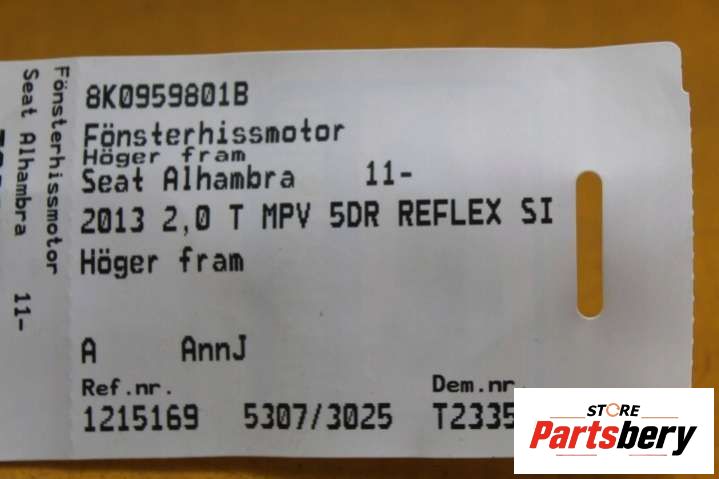 8K0959801B
Fönsterhissmotor
Höger fram
Seat Alhambra 11-
2013 2,0 T MPV 5DR REFLEX SI
Höger fram
A AnnJ
Ref.nr. Dem.nr.
1215169 5307/3025 T2335
Fönsterhissmotor
Seat Alhambra 11-
STORE
Partsbery